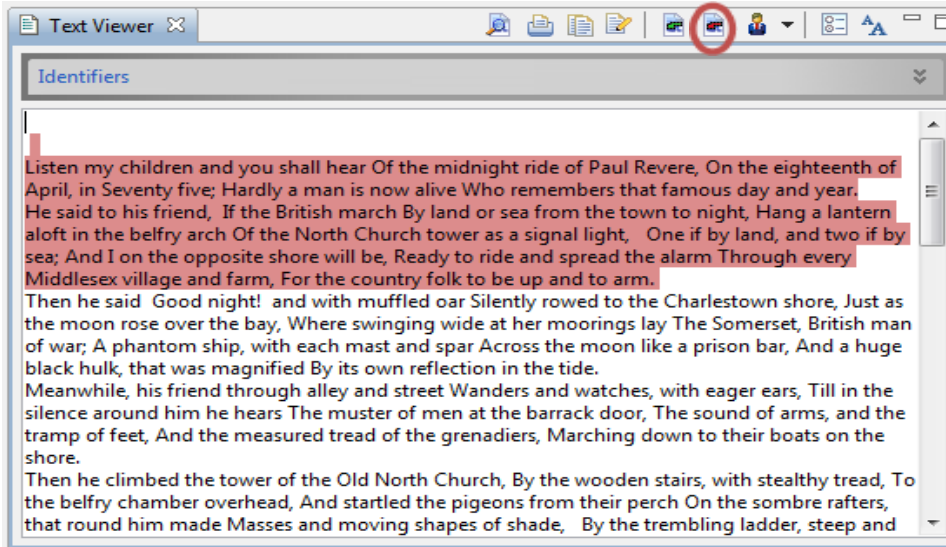 Text Viewer
Identifiers
Listen my children and you shall hear Of the midnight ride of Paul Revere, On the eighteenth of
April, in Seventy five; Hardly a man is now alive Who remembers that famous day and year.
He said to his friend,  If the British march By land or sea from the town to night, Hang a lantern
aloft in the belfry arch Of the North Church tower as a signal light,   One if by land, and two if by
sea; And I on the opposite shore will be, Ready to ride and spread the alarm Through every
Middlesex village and farm, For the country folk to be up and to arm.
Then he said  Good night!  and with muffled oar Silently rowed to the Charlestown shore, Just as
the moon rose over the bay, Where swinging wide at her moorings lay The Somerset, British man
of war; A phantom ship, with each mast and spar Across the moon like a prison bar, And a huge
black hulk, that was magnified By its own reflection in the tide.
Meanwhile, his friend through alley and street Wanders and watches, with eager ears, Till in the
silence around him he hears The muster of men at the barrack door, The sound of arms, and the
tramp of feet, And the measured tread of the grenadiers, Marching down to their boats on the
shore.
Then he climbed the tower of the Old North Church, By the wooden stairs, with stealthy tread, To
the belfry chamber overhead, And startled the pigeons from their perch On the sombre rafters,
that round him made Masses and moving shapes of shade,   By the trembling ladder, steep and